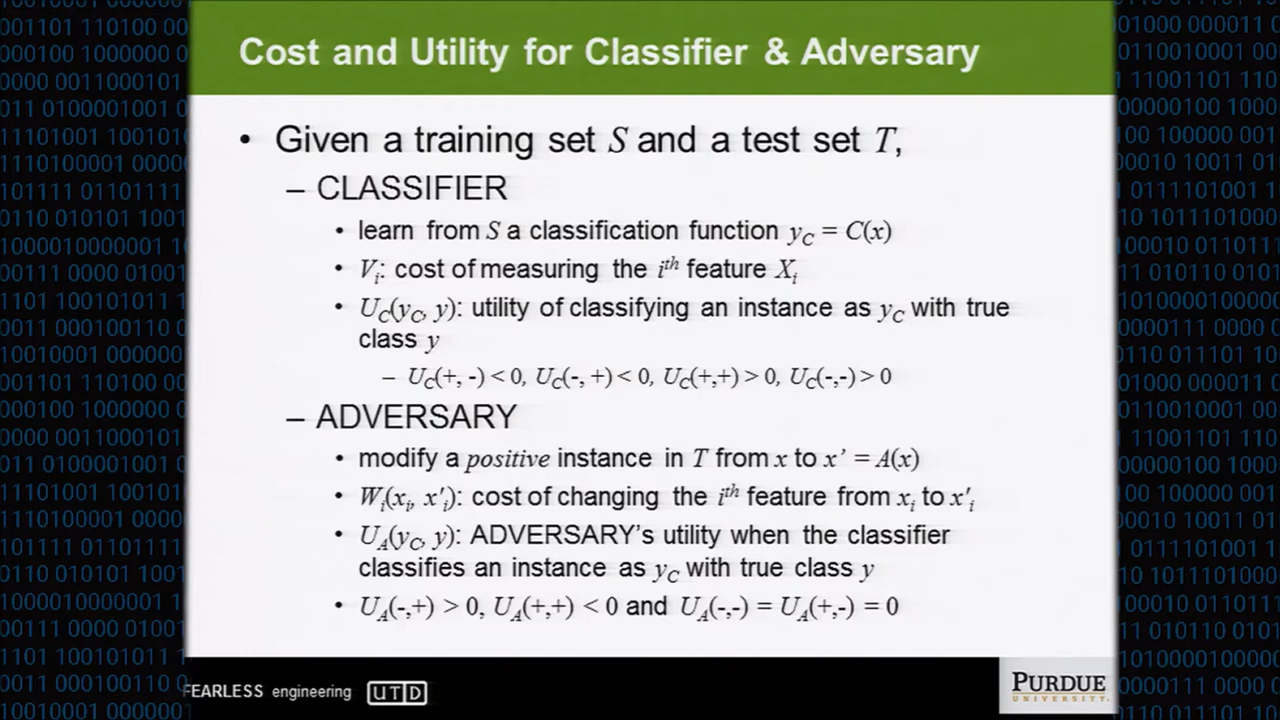 Cost and Utility for Classifier & Adversary
• Given a training set S and a test set T,
– CLASSIFIER
• learn from S a classification function y_C = C(x)
• V_i: cost of measuring the i^th feature X_i
• U_C(y_C, y): utility of classifying an instance as y_C with true
class y
– U_C(+, -) < 0, U_C(-, +) < 0, U_C(+,+) > 0, U_C(-,-) > 0
– ADVERSARY
• modify a positive instance in T from x to x' = A(x)
• W_i(x_i, x'_i): cost of changing the i^th feature from x_i to x'_i
• U_A(y_C, y): ADVERSARY's utility when the classifier
classifies an instance as y_C with true class y
• U_A(-,+) > 0, U_A(+,+) < 0 and U_A(-,-) = U_A(+,-) = 0
FEARLESS engineering UTD
PURDUE
UNIVERSITY